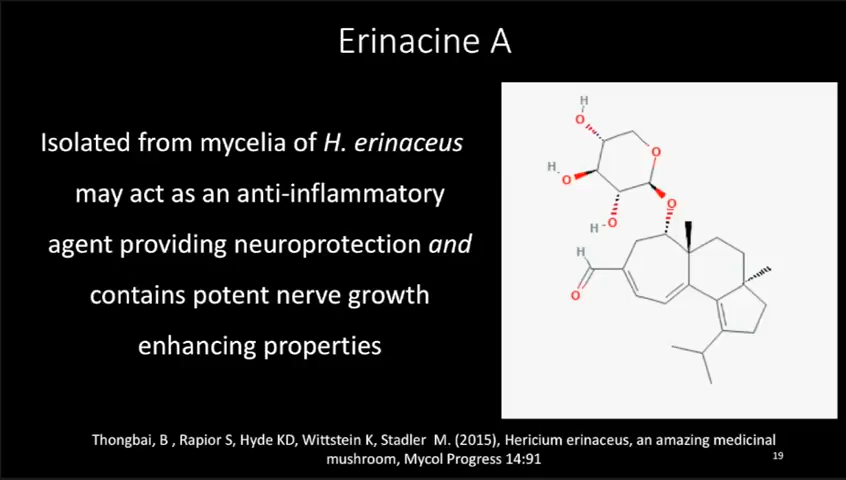 Erinacine A
Isolated from mycelia of H. erinaceus
may act as an anti-inflammatory
agent providing neuroprotection and
contains potent nerve growth
enhancing properties
H
O
O
H
O
H
O
H
O
H
O
Thongbai, B , Rapior S, Hyde KD, Wittstein K, Stadler M. (2015), Hericium erinaceus, an amazing medicinal
mushroom, Mycol Progress 14:91
19